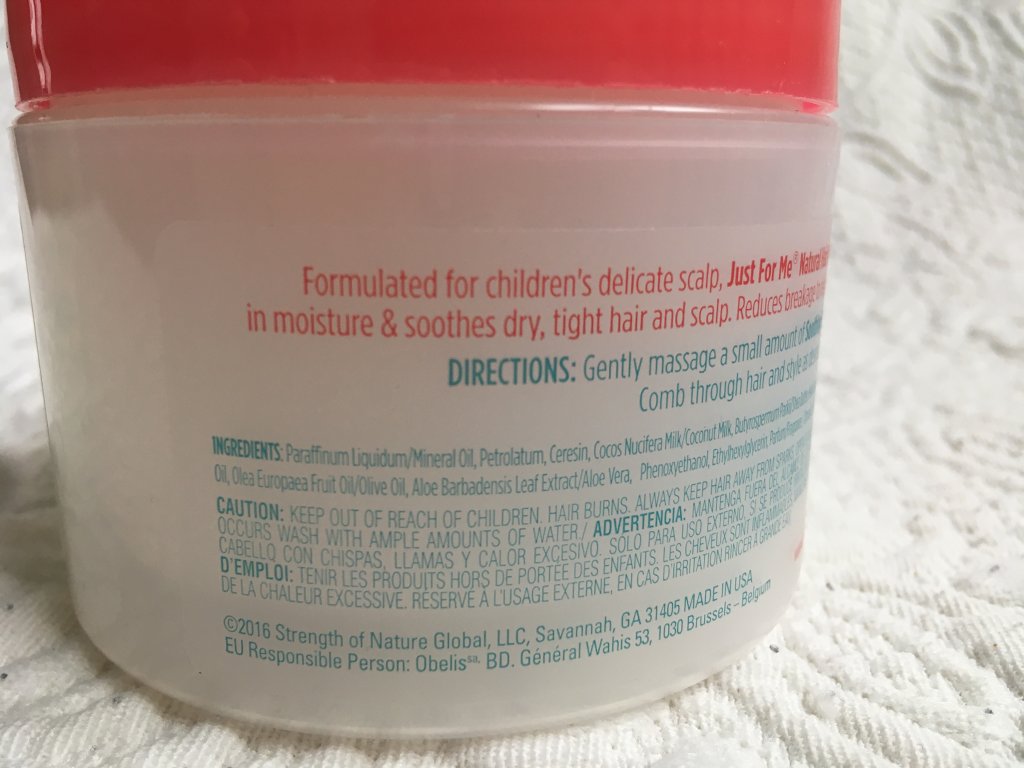 Formulated for children's delicate scalp, Just For Me® Natural
in moisture & soothes dry, tight hair and scalp. Reduces breakage
DIRECTIONS: Gently massage a small amount of
Comb through hair and style as
INGREDIENTS: Paraffinum Liquidum/Mineral Oil, Petrolatum, Ceresin, Cocos Nucifera Milk/Coconut Milk, Butyrospermum Parkii
Oil, Olea Europaea Fruit Oil/Olive Oil, Aloe Barbadensis Leaf Extract/Aloe Vera, Phenoxyethanol, Ethylhexylglycerin,
CAUTION: KEEP OUT OF REACH OF CHILDREN. HAIR BURNS. ALWAYS KEEP HAIR AWAY FROM SPARKS,
OCCURS WASH WITH AMPLE AMOUNTS OF WATER / ADVERTENCIA: MANTENGA FUERA DEL
CABELLO CON CHISPAS, LLAMAS Y CALOR EXCESIVO. SÓLO PARA USO EXTERNO, SI SE PRODUCE
D'EMPLOI: TENIR LES PRODUITS HORS DE PORTÉE DES ENFANTS. LES CHEVEUX SONT INFLAMMABLES
DE LA CHALEUR EXCESSIVE. RÉSERVÉ À L'USAGE EXTERNE, EN CAS D'IRRITATION RINCER À GRANDE
©2016 Strength of Nature Global, LLC, Savannah, GA 31405 MADE IN USA
EU Responsible Person: Obelis sa, BD. Général Wahis 53, 1030 Brussels – Belgium